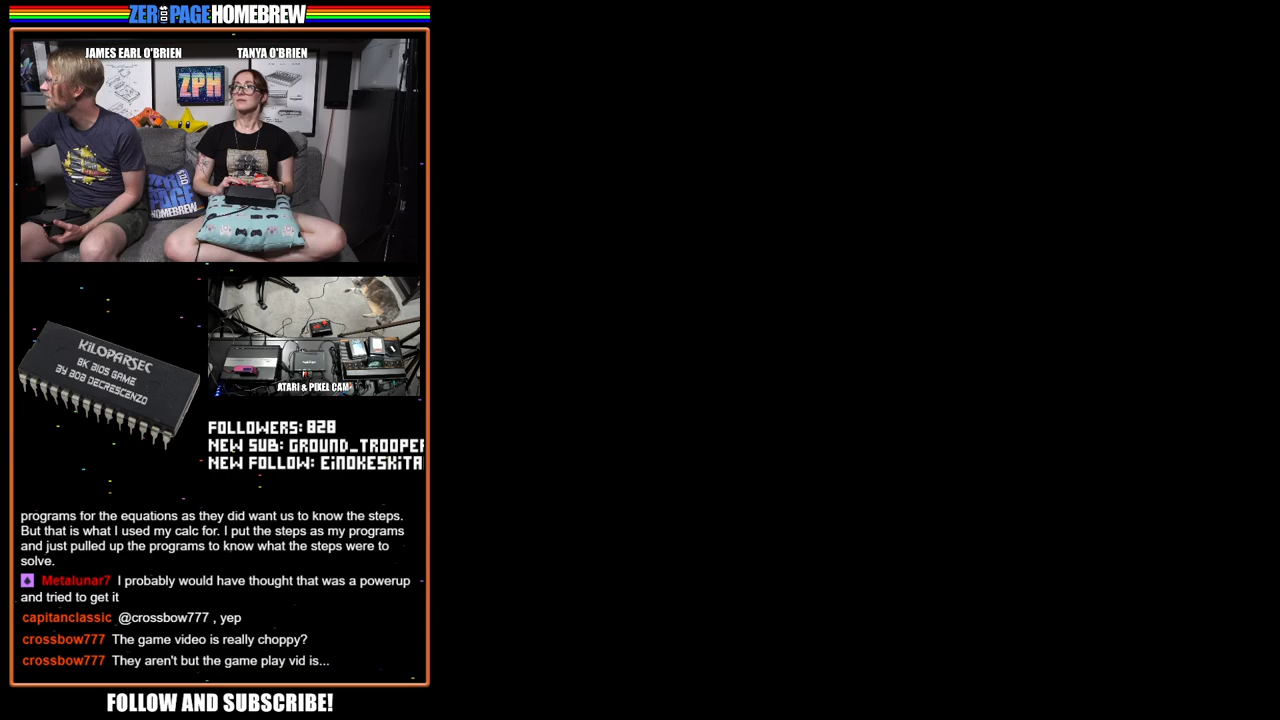 ZEROPAGE HOMEBREW
JAMES EARL O'BRIEN
TANYA O'BRIEN
ZPH
ZERO
PAGE
HOMEBREW
KILOPARSEC
8K BIOS GAME
BY BOB DECRESCENZO
ATARI & PIXEL CAM
FOLLOWERS: 828
NEW SUB: GROUND_TROOPER
NEW FOLLOW: EINOKESKITA
programs for the equations as they did want us to know the steps.
But that is what I used my calc for. I put the steps as my programs
and just pulled up the programs to know what the steps were to
solve.
Metalunar7 I probably would have thought that was a powerup
and tried to get it
capitanclassic @crossbow777 , yep
crossbow777 The game video is really choppy?
crossbow777 They aren't but the game play vid is...
FOLLOW AND SUBSCRIBE!